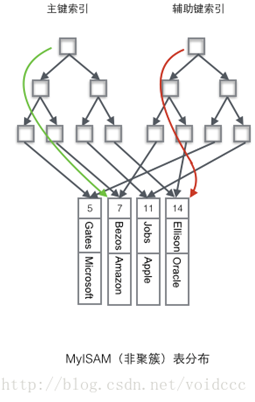 主键索引 辅助键索引
5 7 11 14
Gates Bezos Jobs Ellison
Microsoft Amazon Apple Oracle
MyISAM（非聚簇）表分布
http://blog.csdn.net/voidccc